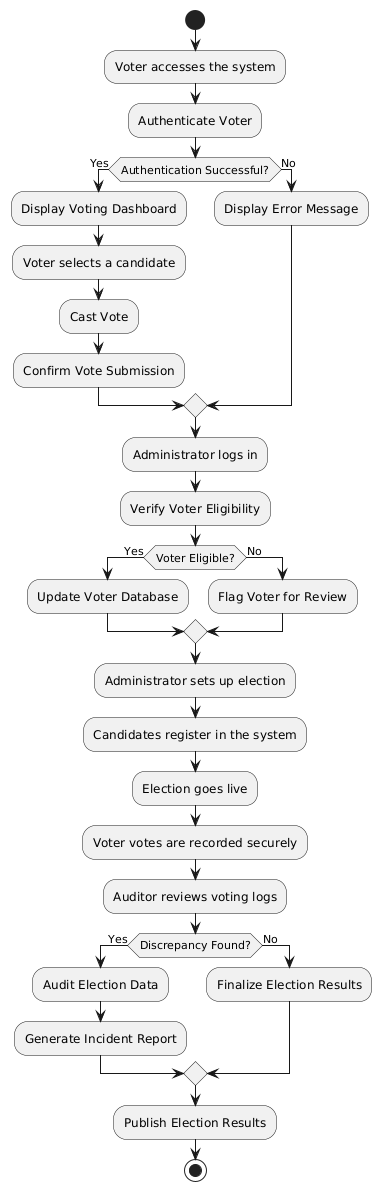 Voter accesses the system
Authenticate Voter
Yes
Authentication Successful?
No
Display Voting Dashboard
Display Error Message
Voter selects a candidate
Cast Vote
Confirm Vote Submission
Administrator logs in
Verify Voter Eligibility
Yes
Voter Eligible?
No
Update Voter Database
Flag Voter for Review
Administrator sets up election
Candidates register in the system
Election goes live
Voter votes are recorded securely
Auditor reviews voting logs
Yes
Discrepancy Found?
No
Audit Election Data
Finalize Election Results
Generate Incident Report
Publish Election Results